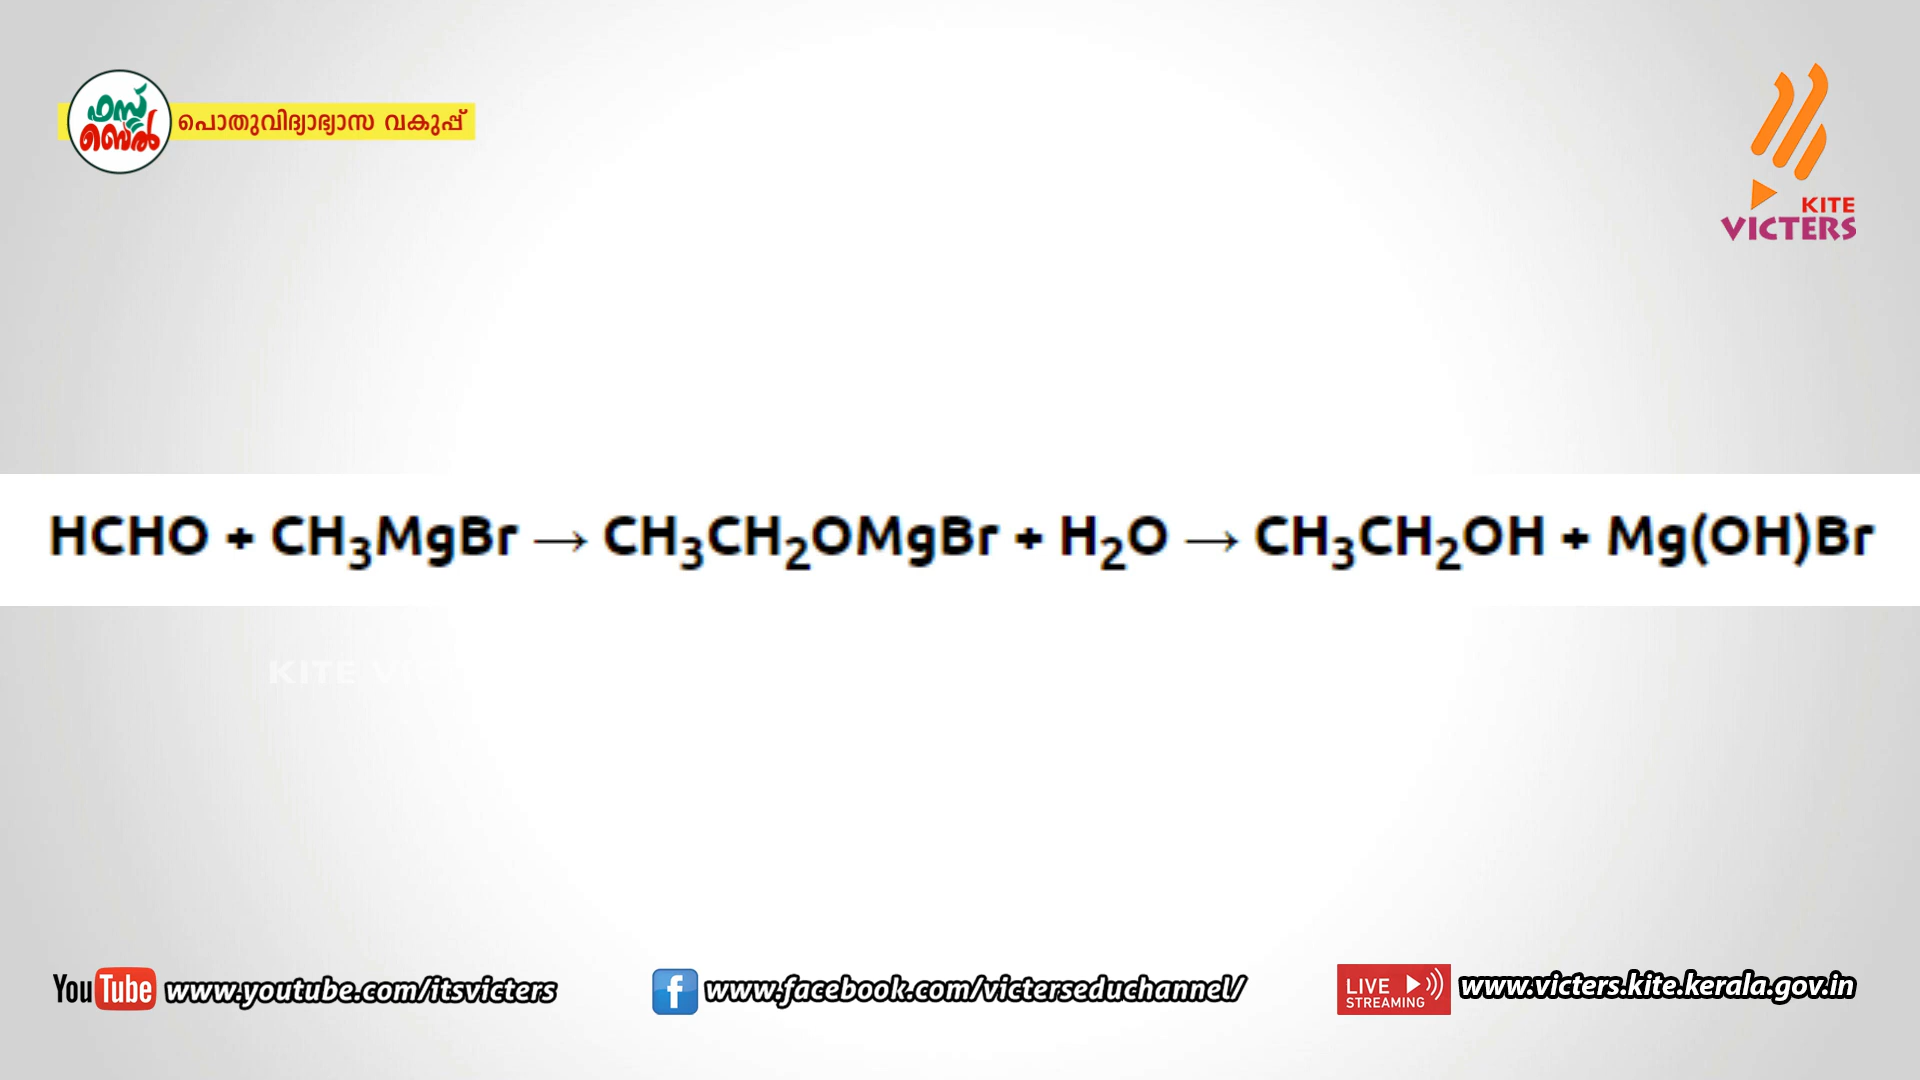 ഫസ്റ്റ്
ബെൽ
പൊതുവിദ്യാഭ്യാസ വകുപ്പ്
KITE
VICTERS
HCHO + CH₃MgBr → CH₃CH₂OMgBr + H₂O → CH₃CH₂OH + Mg(OH)Br
KITE VIC
YouTube www.youtube.com/itsvicters
f www.facebook.com/victerseduchannel/
LIVE STREAMING www.victers.kite.kerala.gov.in